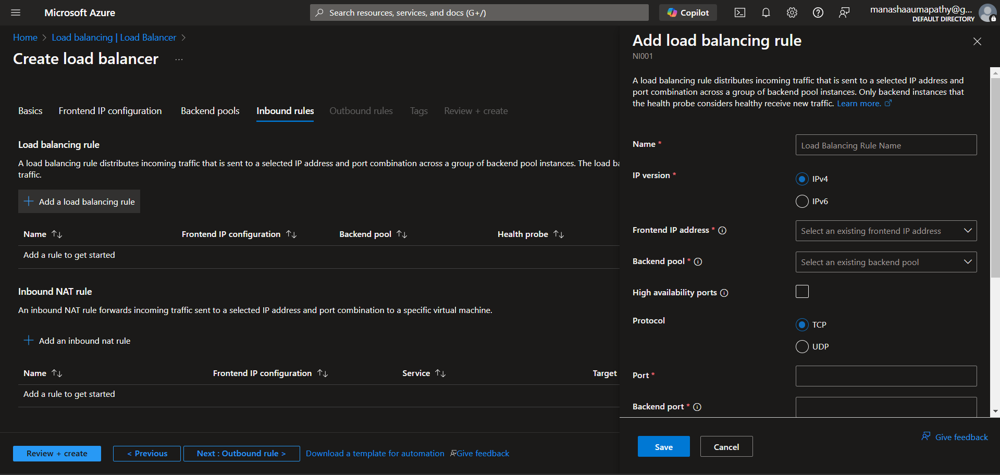 Microsoft Azure
Search resources, services, and docs (G+/)
Copilot
manashaaumapathy@g...
DEFAULT DIRECTORY
Home > Load balancing | Load Balancer >
Create load balancer ...
Basics Frontend IP configuration Backend pools Inbound rules Outbound rules Tags Review + create
Load balancing rule
A load balancing rule distributes incoming traffic that is sent to a selected IP address and port combination across a group of backend pool instances. The load ba
traffic.
+ Add a load balancing rule
Name ↑↓ Frontend IP configuration ↑↓ Backend pool ↑↓ Health probe ↑↓
Add a rule to get started
Inbound NAT rule
An inbound NAT rule forwards incoming traffic sent to a selected IP address and port combination to a specific virtual machine.
+ Add an inbound nat rule
Name ↑↓ Frontend IP configuration ↑↓ Service ↑↓ Target
Add a rule to get started
Review + create < Previous Next : Outbound rule > Download a template for automation Give feedback
Add load balancing rule
NI001
A load balancing rule distributes incoming traffic that is sent to a selected IP address and
port combination across a group of backend pool instances. Only backend instances that
the health probe considers healthy receive new traffic. Learn more.
Name * Load Balancing Rule Name
IP version * IPv4
IPv6
Frontend IP address * Select an existing frontend IP address
Backend pool * Select an existing backend pool
High availability ports
Protocol TCP
UDP
Port *
Backend port *
Save Cancel Give feedback